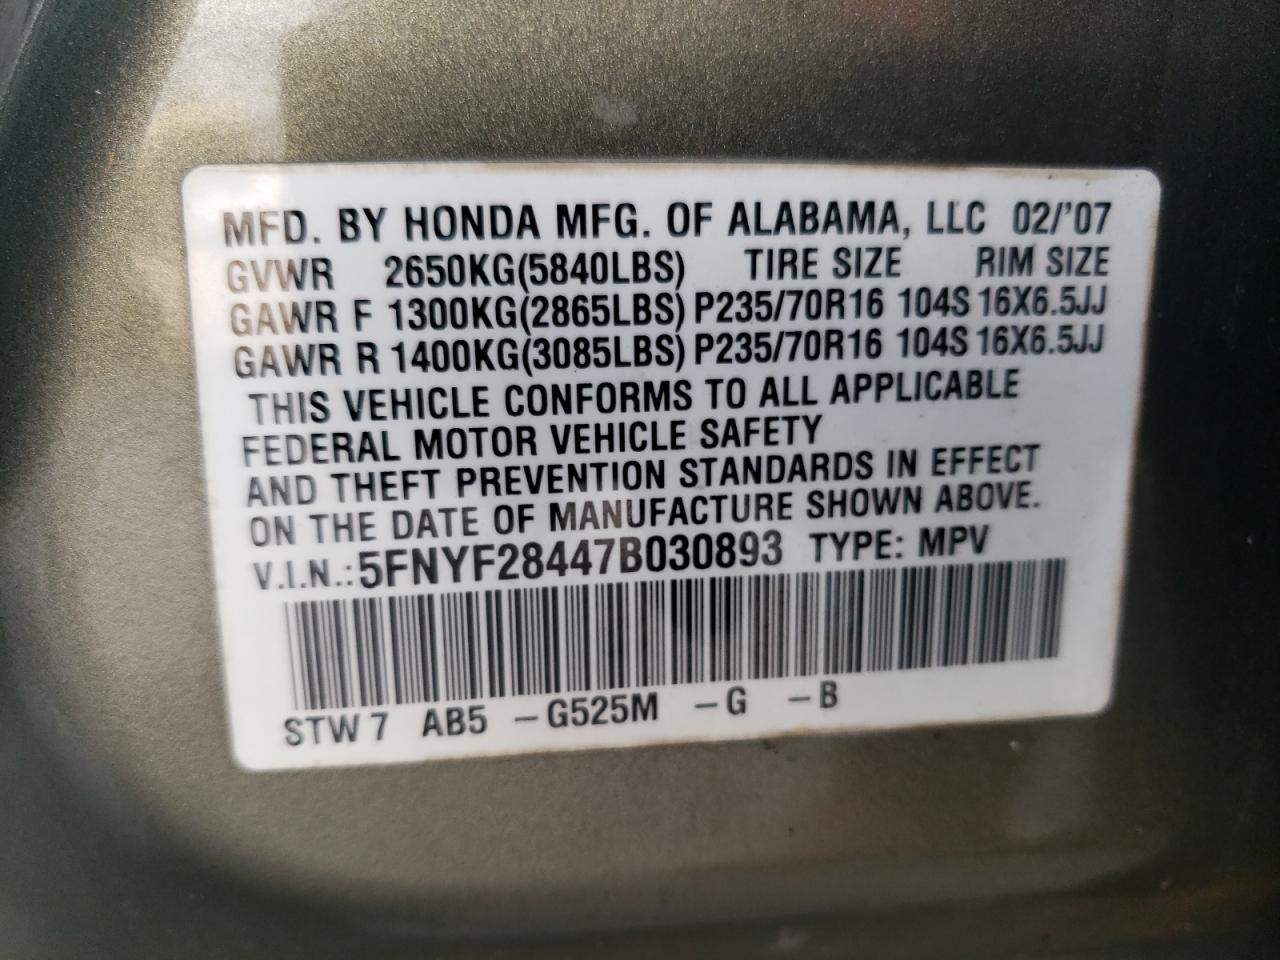 MFD. BY HONDA MFG. OF ALABAMA, LLC 02/'07
GVWR 2650KG(5840LBS) TIRE SIZE RIM SIZE
GAWR F 1300KG(2865LBS) P235/70R16 104S 16X6.5JJ
GAWR R 1400KG(3085LBS) P235/70R16 104S 16X6.5JJ
THIS VEHICLE CONFORMS TO ALL APPLICABLE
FEDERAL MOTOR VEHICLE SAFETY
AND THEFT PREVENTION STANDARDS IN EFFECT
ON THE DATE OF MANUFACTURE SHOWN ABOVE.
V.I.N.: 5FNYF28447B030893 TYPE: MPV
STW 7 AB5 –G525M –G –B